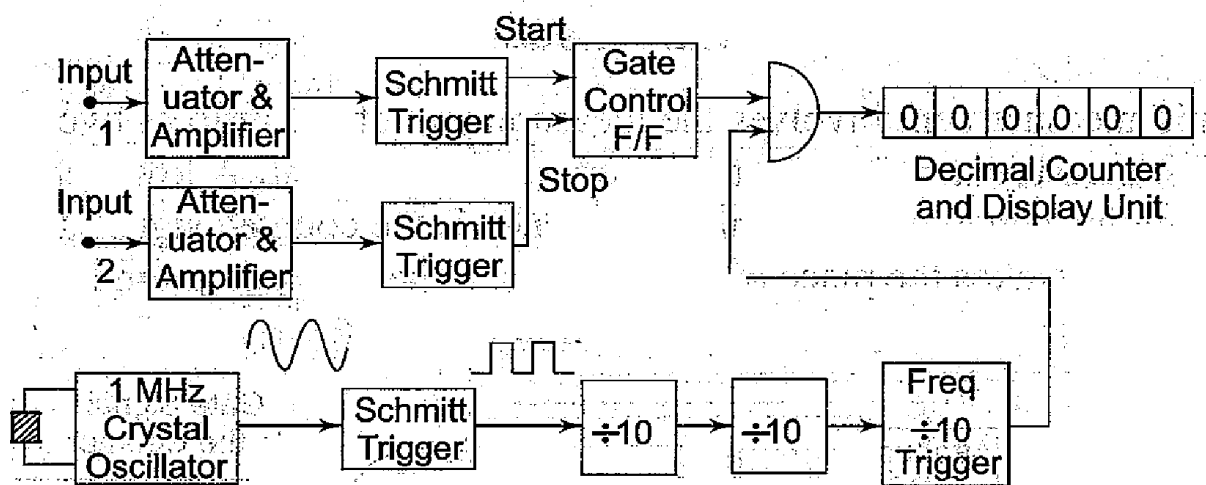 Start
Input
1
Atten-
uator &
Amplifier
Schmitt
Trigger
Gate
Control
F/F
0 0 0 0 0 0
Decimal Counter
and Display Unit
Stop
Input
2
Atten-
uator &
Amplifier
Schmitt
Trigger
1 MHz
Crystal
Oscillator
Schmitt
Trigger
÷10
÷10
Freq
÷10
Trigger